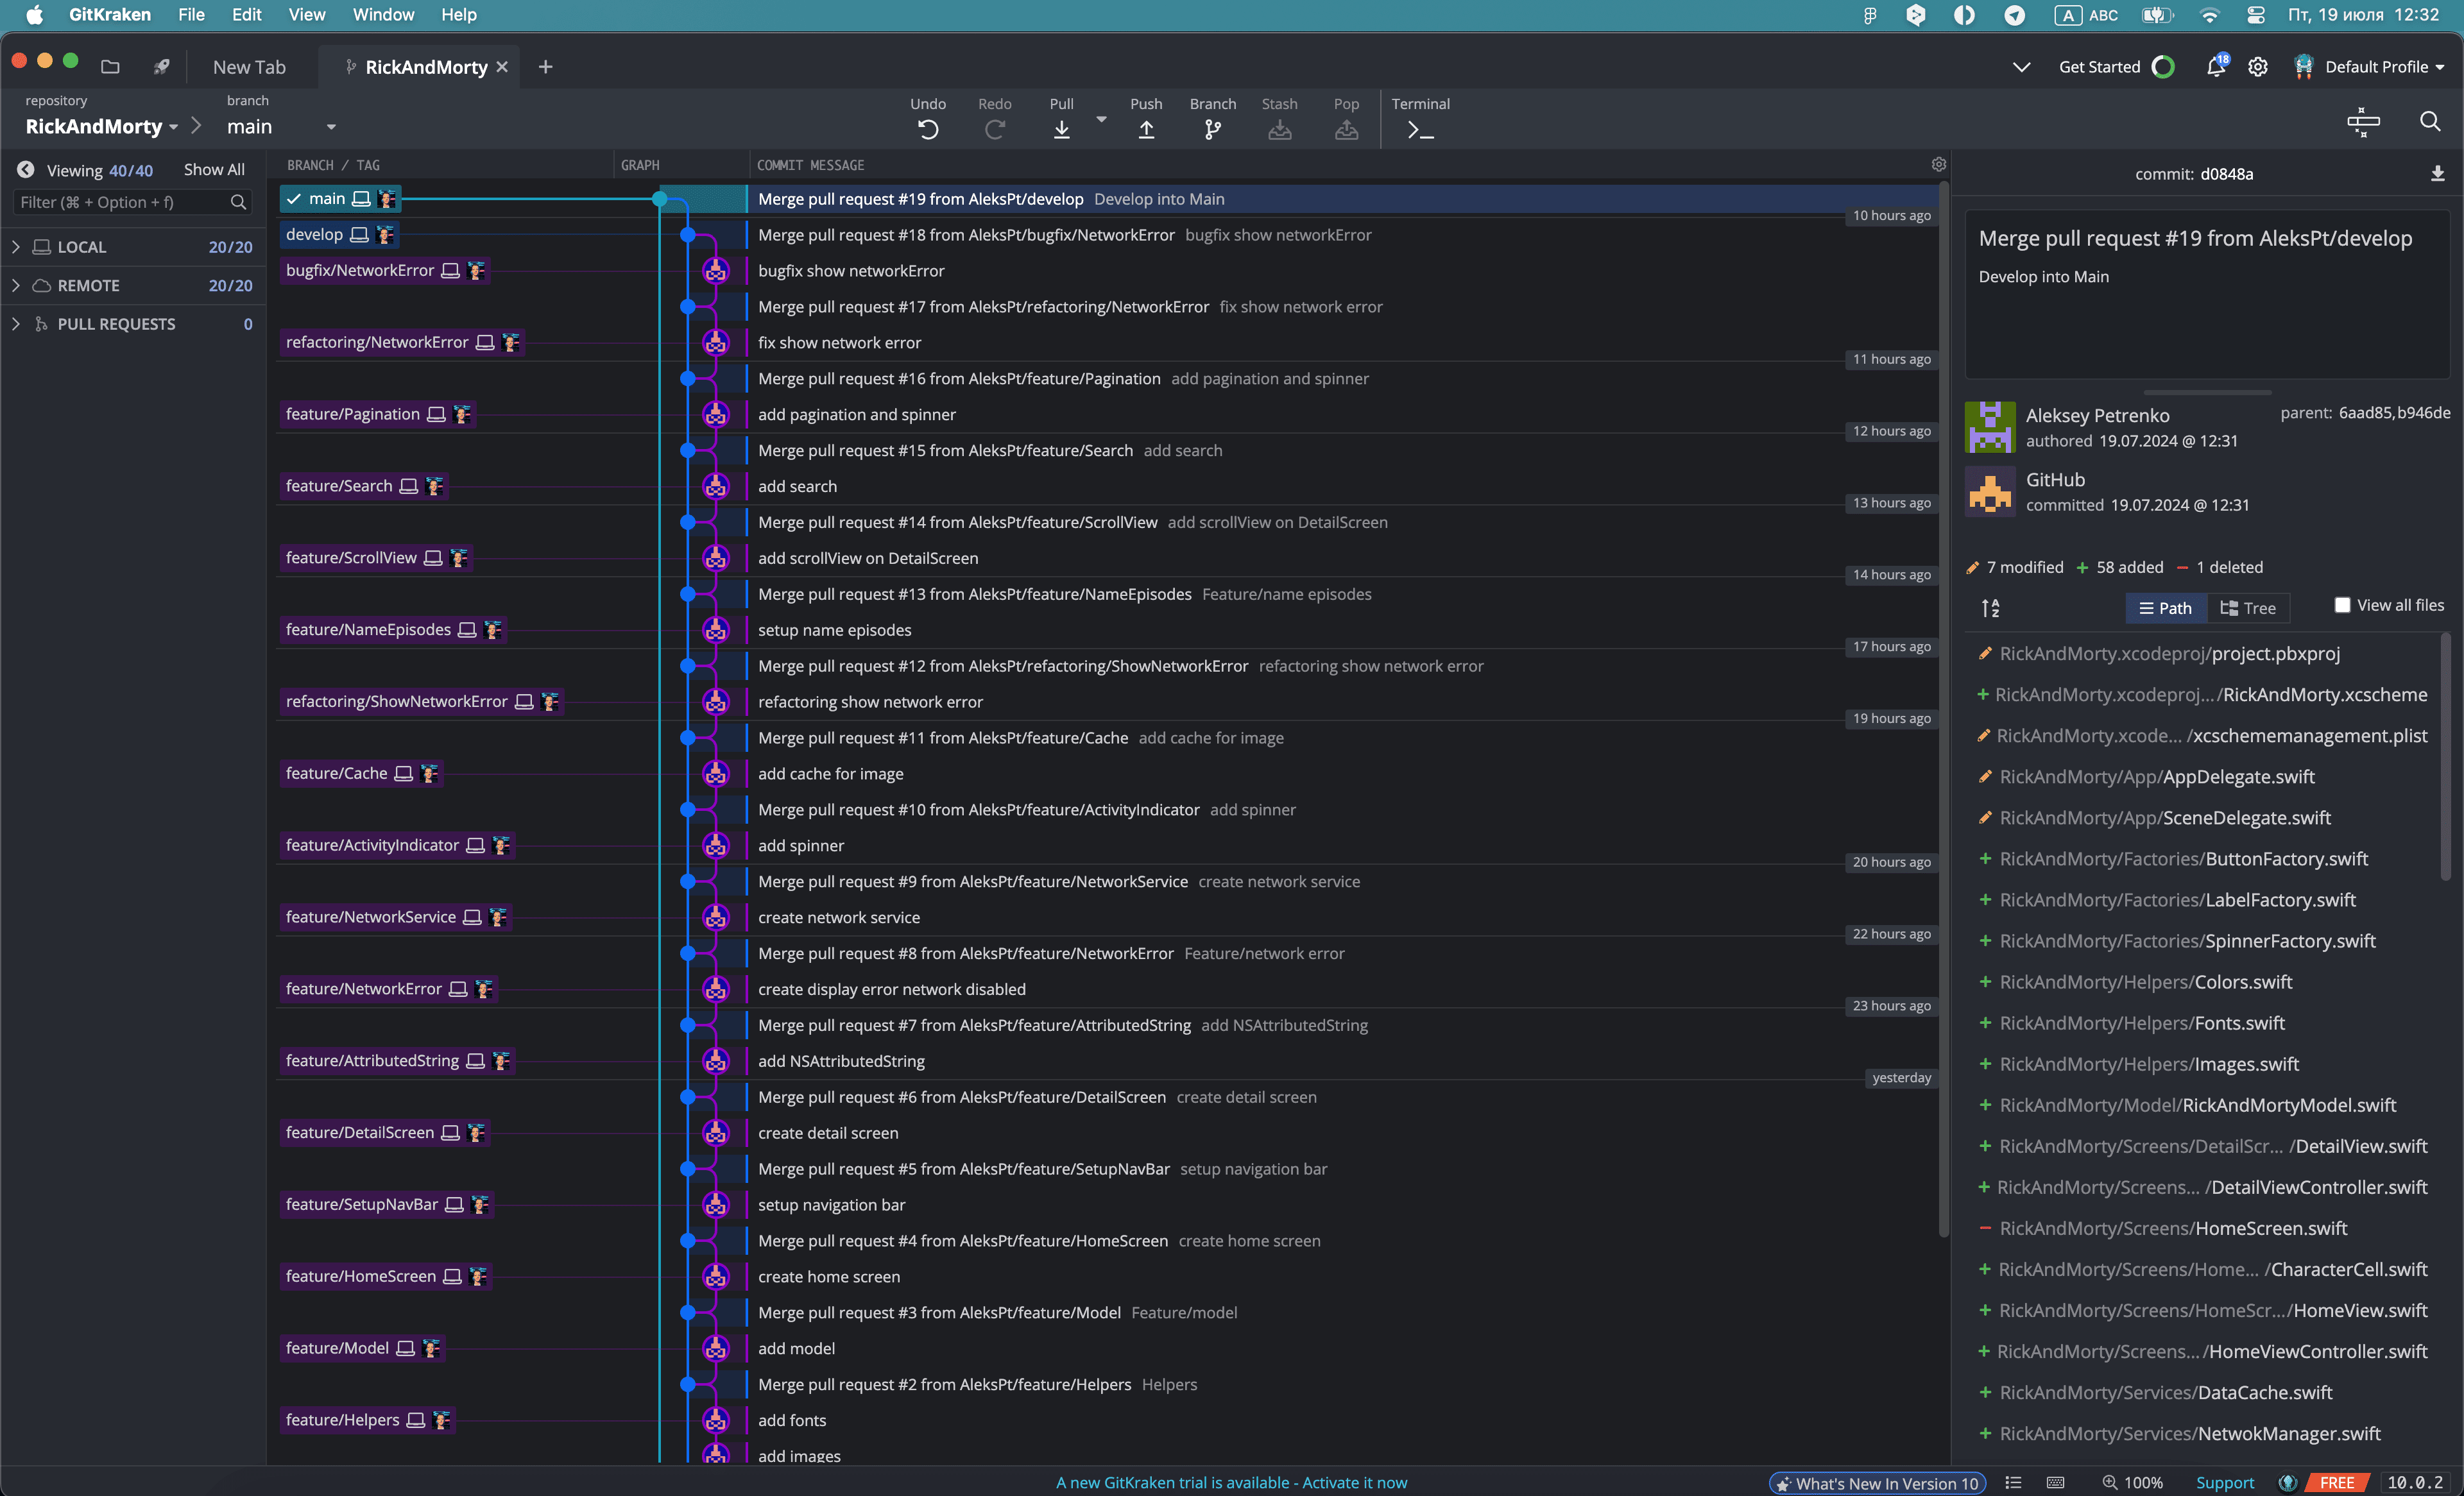 GitKraken File Edit View Window Help A ABC Пт, 19 июля 12:32
New Tab RickAndMorty Get Started 18 Default Profile
repository branch
RickAndMorty main
Undo Redo Pull Push Branch Stash Pop Terminal
Viewing 40/40 Show All
Filter (⌘ + Option + f)
LOCAL 20/20
REMOTE 20/20
PULL REQUESTS 0
BRANCH / TAG GRAPH COMMIT MESSAGE
main Merge pull request #19 from AleksPt/develop Develop into Main
10 hours ago
develop Merge pull request #18 from AleksPt/bugfix/NetworkError bugfix show networkError
bugfix/NetworkError bugfix show networkError
Merge pull request #17 from AleksPt/refactoring/NetworkError fix show network error
refactoring/NetworkError fix show network error
11 hours ago
Merge pull request #16 from AleksPt/feature/Pagination add pagination and spinner
feature/Pagination add pagination and spinner
12 hours ago
Merge pull request #15 from AleksPt/feature/Search add search
feature/Search add search
13 hours ago
Merge pull request #14 from AleksPt/feature/ScrollView add scrollView on DetailScreen
feature/ScrollView add scrollView on DetailScreen
14 hours ago
Merge pull request #13 from AleksPt/feature/NameEpisodes Feature/name episodes
feature/NameEpisodes setup name episodes
17 hours ago
Merge pull request #12 from AleksPt/refactoring/ShowNetworkError refactoring show network error
refactoring/ShowNetworkError refactoring show network error
19 hours ago
Merge pull request #11 from AleksPt/feature/Cache add cache for image
feature/Cache add cache for image
Merge pull request #10 from AleksPt/feature/ActivityIndicator add spinner
feature/ActivityIndicator add spinner
20 hours ago
Merge pull request #9 from AleksPt/feature/NetworkService create network service
feature/NetworkService create network service
22 hours ago
Merge pull request #8 from AleksPt/feature/NetworkError Feature/network error
feature/NetworkError create display error network disabled
23 hours ago
Merge pull request #7 from AleksPt/feature/AttributedString add NSAttributedString
feature/AttributedString add NSAttributedString
yesterday
Merge pull request #6 from AleksPt/feature/DetailScreen create detail screen
feature/DetailScreen create detail screen
Merge pull request #5 from AleksPt/feature/SetupNavBar setup navigation bar
feature/SetupNavBar setup navigation bar
Merge pull request #4 from AleksPt/feature/HomeScreen create home screen
feature/HomeScreen create home screen
Merge pull request #3 from AleksPt/feature/Model Feature/model
feature/Model add model
Merge pull request #2 from AleksPt/feature/Helpers Helpers
feature/Helpers add fonts
add images
commit: d0848a
Merge pull request #19 from AleksPt/develop
Develop into Main
Aleksey Petrenko parent: 6aad85,b946de
authored 19.07.2024 @ 12:31
GitHub
committed 19.07.2024 @ 12:31
7 modified + 58 added − 1 deleted
Path Tree View all files
RickAndMorty.xcodeproj/project.pbxproj
+ RickAndMorty.xcodeproj.../RickAndMorty.xcscheme
RickAndMorty.xcode... /xcschememanagement.plist
RickAndMorty/App/AppDelegate.swift
RickAndMorty/App/SceneDelegate.swift
+ RickAndMorty/Factories/ButtonFactory.swift
+ RickAndMorty/Factories/LabelFactory.swift
+ RickAndMorty/Factories/SpinnerFactory.swift
+ RickAndMorty/Helpers/Colors.swift
+ RickAndMorty/Helpers/Fonts.swift
+ RickAndMorty/Helpers/Images.swift
+ RickAndMorty/Model/RickAndMortyModel.swift
+ RickAndMorty/Screens/DetailScr... /DetailView.swift
+ RickAndMorty/Screens... /DetailViewController.swift
− RickAndMorty/Screens/HomeScreen.swift
+ RickAndMorty/Screens/Home... /CharacterCell.swift
+ RickAndMorty/Screens/HomeScr.../HomeView.swift
+ RickAndMorty/Screens.../HomeViewController.swift
+ RickAndMorty/Services/DataCache.swift
+ RickAndMorty/Services/NetwokManager.swift
A new GitKraken trial is available - Activate it now What's New In Version 10 100% Support FREE 10.0.2